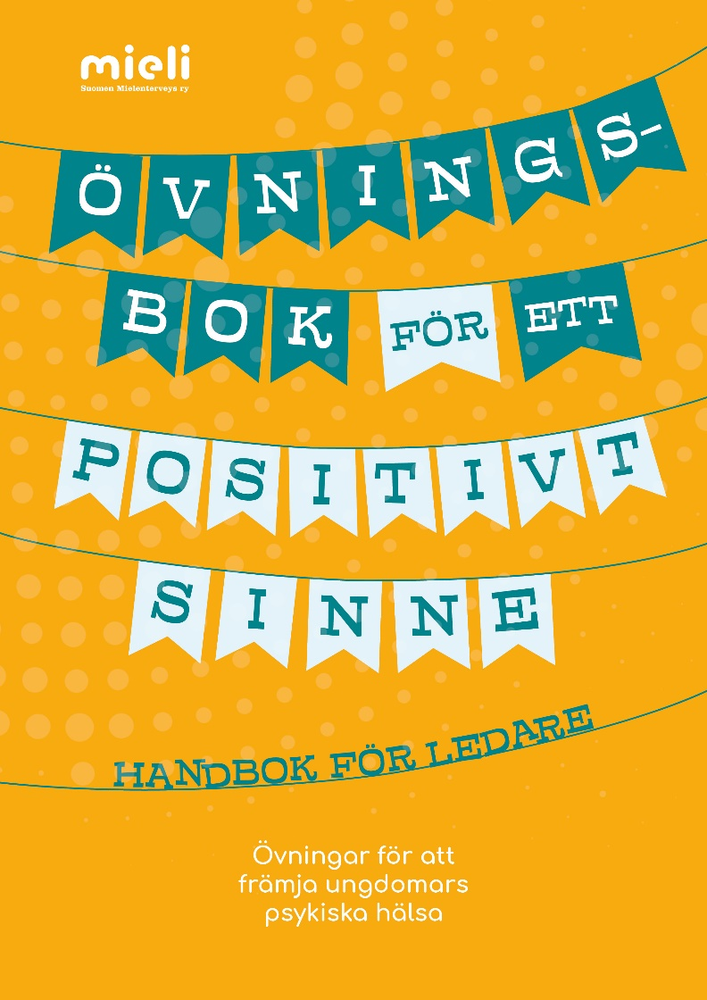 mieli
Suomen Mielenterveys ry
ÖVNINGS-
BOK FÖR ETT
POSITIVT
SINNE
HANDBOK FÖR LEDARE
Övningar för att
främja ungdomars
psykiska hälsa